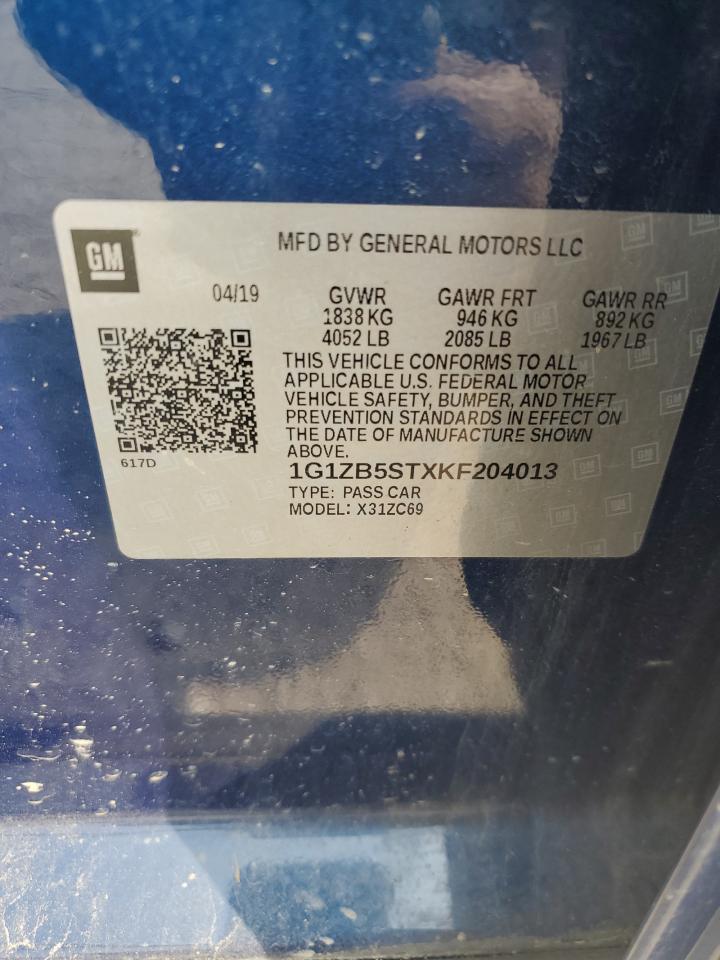 GM
MFD BY GENERAL MOTORS LLC
04/19
GVWR GAWR FRT GAWR RR
1838 KG 946 KG 892 KG
4052 LB 2085 LB 1967 LB
THIS VEHICLE CONFORMS TO ALL
APPLICABLE U.S. FEDERAL MOTOR
VEHICLE SAFETY, BUMPER, AND THEFT
PREVENTION STANDARDS IN EFFECT ON
THE DATE OF MANUFACTURE SHOWN
ABOVE.
617D
1G1ZB5STXKF204013
TYPE: PASS CAR
MODEL: X31ZC69